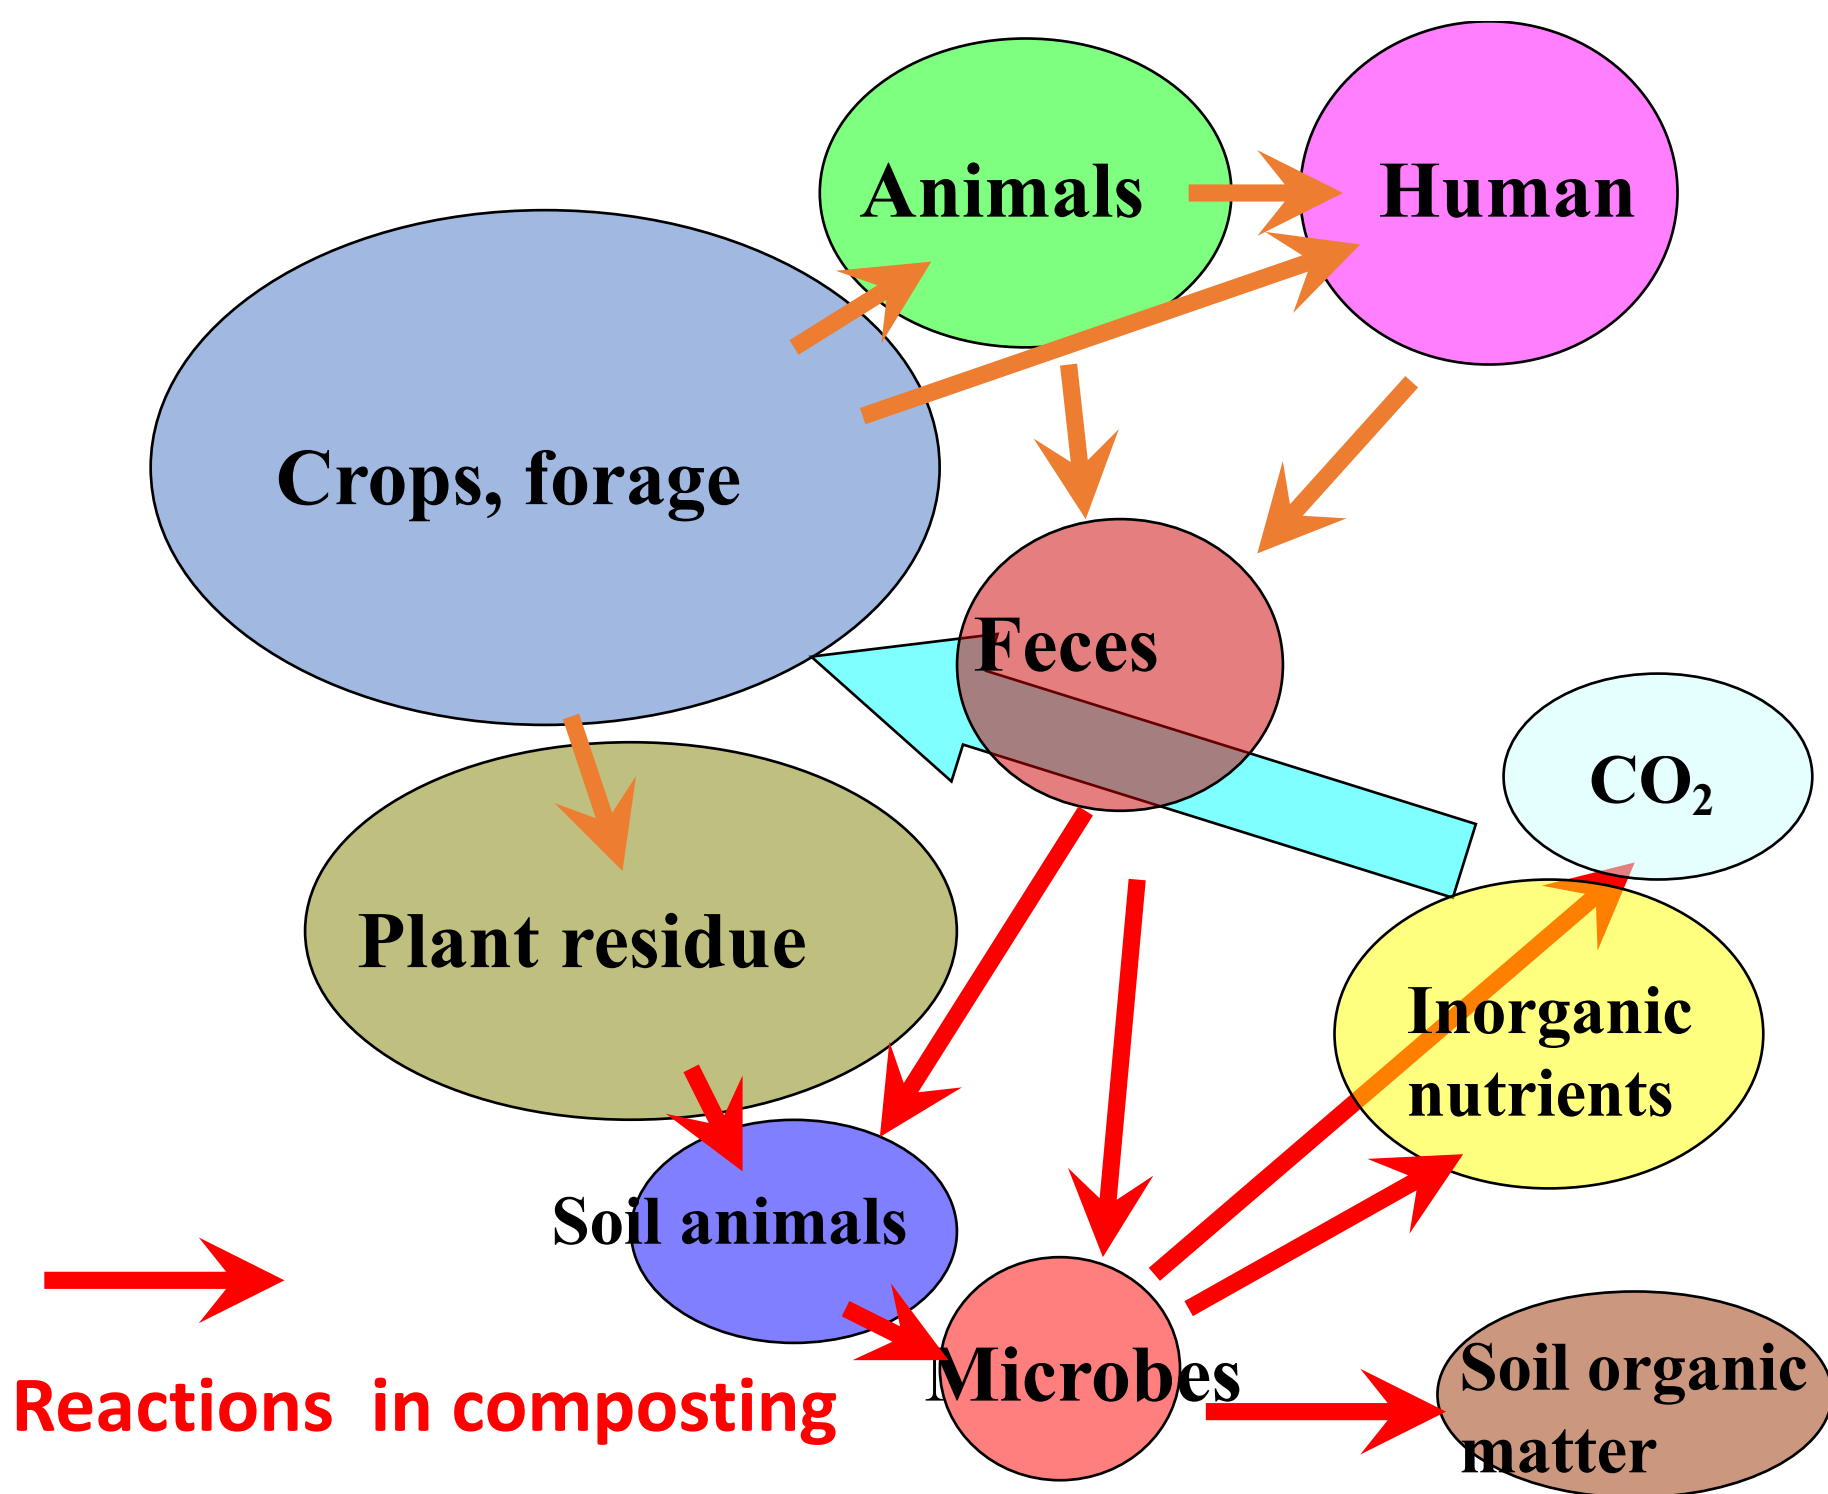 Animals
Human
Crops, forage
Feces
CO₂
Plant residue
Inorganic
nutrients
Soil animals
Microbes
Soil organic
matter
Reactions  in composting